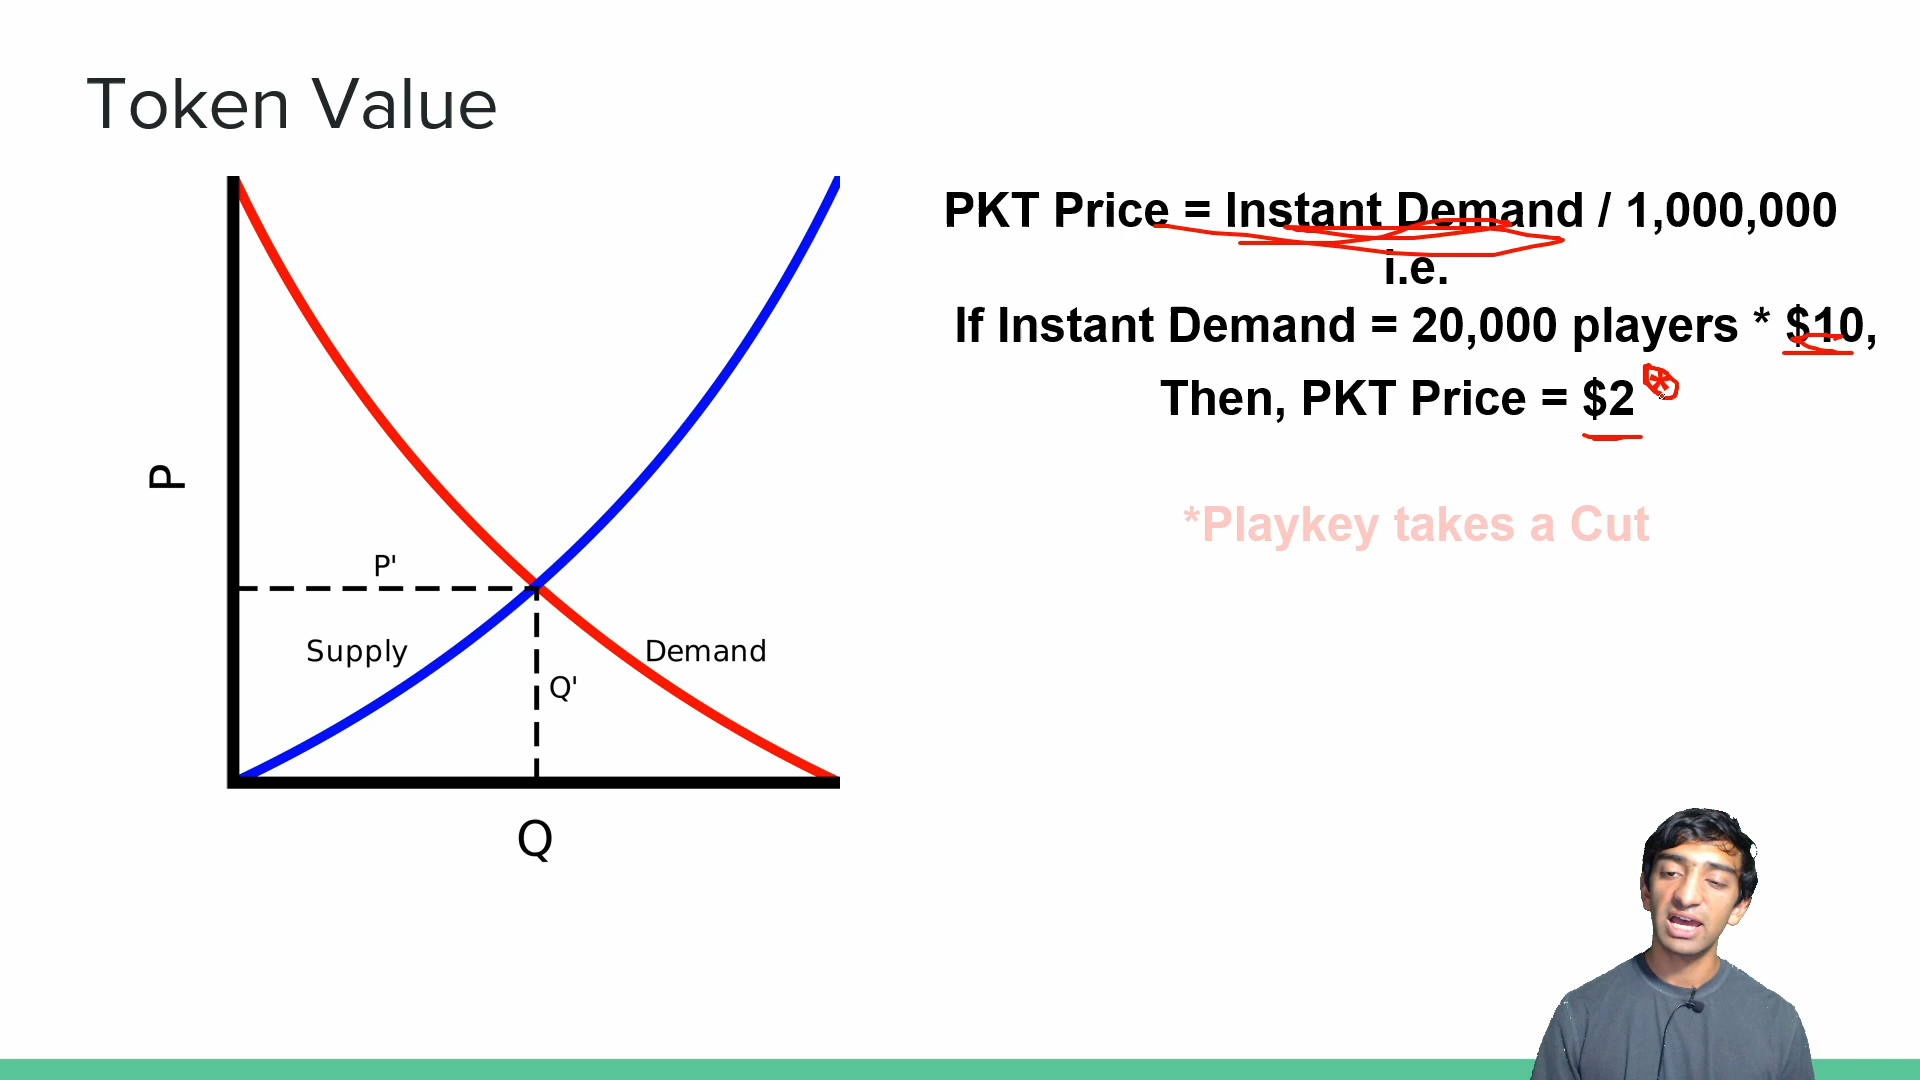 Token Value
PKT Price = Instant Demand / 1,000,000
i.e.
If Instant Demand = 20,000 players * $10,
Then, PKT Price = $2*
*Playkey takes a Cut
P
P'
Supply
Demand
Q'
Q